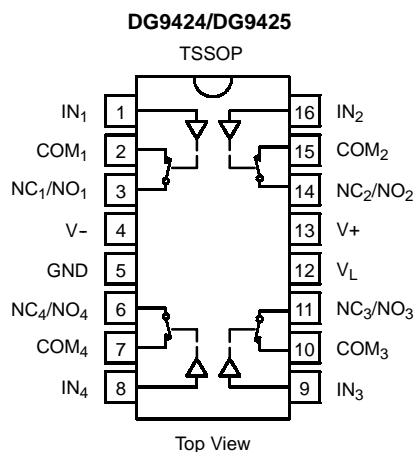 DG9424/DG9425
TSSOP
IN₁ 1 16 IN₂
COM₁ 2 15 COM₂
NC₁/NO₁ 3 14 NC₂/NO₂
V– 4 13 V+
GND 5 12 V_L
NC₄/NO₄ 6 11 NC₃/NO₃
COM₄ 7 10 COM₃
IN₄ 8 9 IN₃
Top View